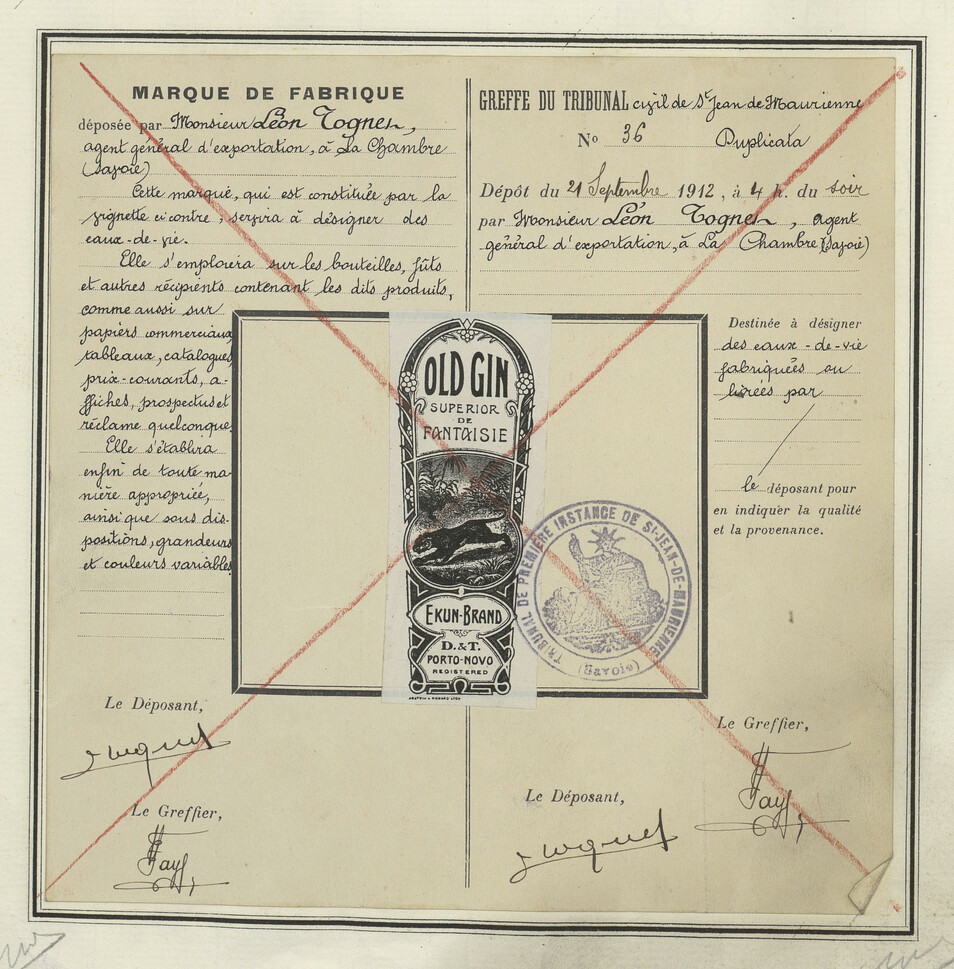 MARQUE DE FABRIQUE
déposée par Monsieur Léon Tognet,
agent général d'exportation, à La Chambre
(Savoie)
Cette marque, qui est constituée par la
vignette ci contre, servira à désigner des
eaux-de-vie.
Elle s'emploiera sur les bouteilles, fûts
et autres récipients contenant les dits produits,
comme aussi sur
papiers commerciaux,
tableaux, catalogues,
prix-courants, a-
ffiches, prospectus et
réclame quelconque.
Elle s'établira
enfin de toute ma-
nière appropriée,
ainsi que sous dis-
positions, grandeurs
et couleurs variables.
Le Déposant,
Le Greffier,
Fay
GREFFE DU TRIBUNAL civil de St Jean de Maurienne
No 36 Duplicata
Dépôt du 21 Septembre 1912, à 4 h. du soir
par Monsieur Léon Tognet, agent
général d'exportation, à La Chambre (Savoie)
OLD GIN
SUPERIOR
DE
FANTAISIE
EKUN-BRAND
D. & T.
PORTO-NOVO
REGISTERED
TRIBUNAL DE PREMIÈRE INSTANCE DE ST-JEAN-DE-MAURIENNE
(Savoie)
Destinée à désigner
des eaux-de-vie
fabriquées ou
livrées par
le déposant pour
en indiquer la qualité
et la provenance.
Le Greffier,
Fay
Le Déposant,